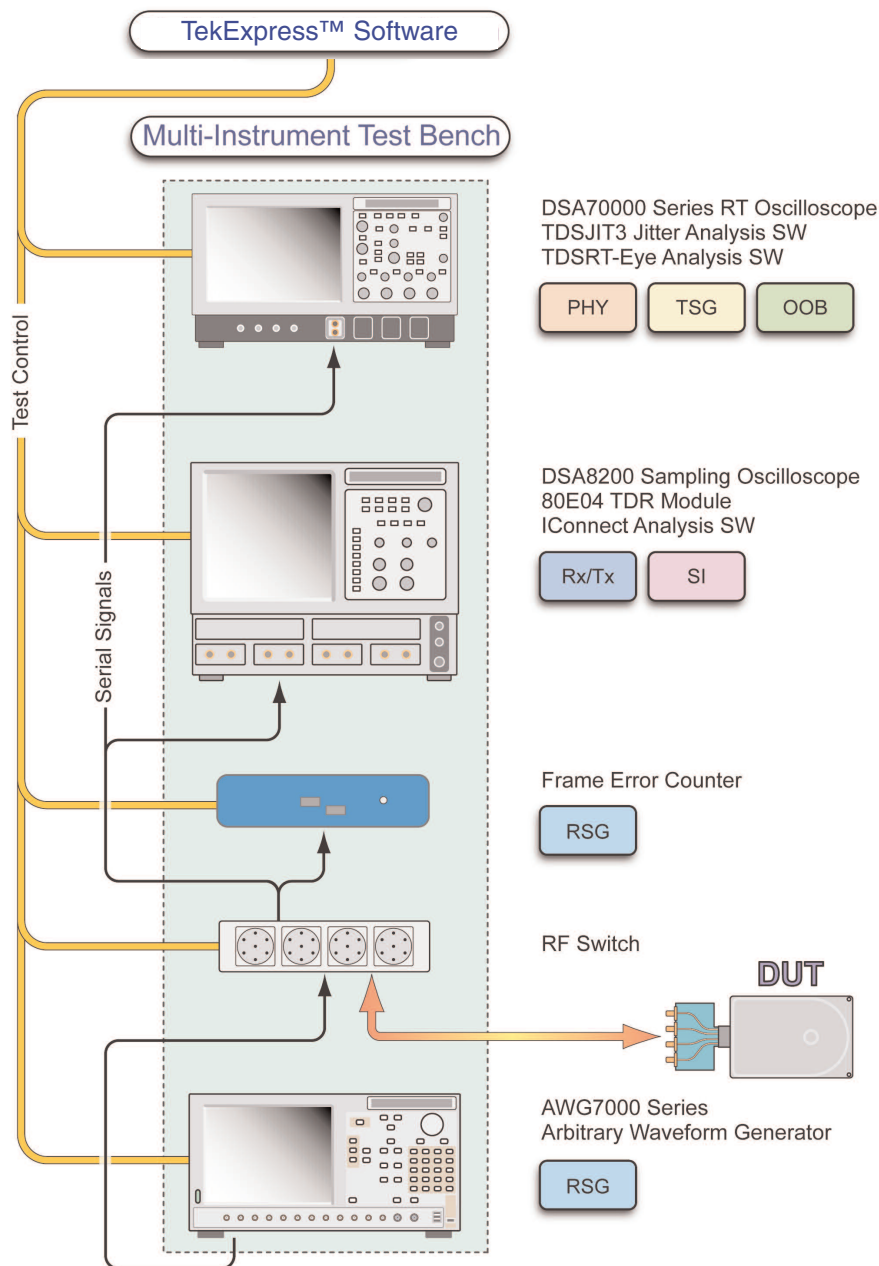 TekExpress™ Software
Multi-Instrument Test Bench
Test Control
Serial Signals
DSA70000 Series RT Oscilloscope
TDSJIT3 Jitter Analysis SW
TDSRT-Eye Analysis SW
PHY
TSG
OOB
DSA8200 Sampling Oscilloscope
80E04 TDR Module
IConnect Analysis SW
Rx/Tx
SI
Frame Error Counter
RSG
RF Switch
DUT
AWG7000 Series
Arbitrary Waveform Generator
RSG